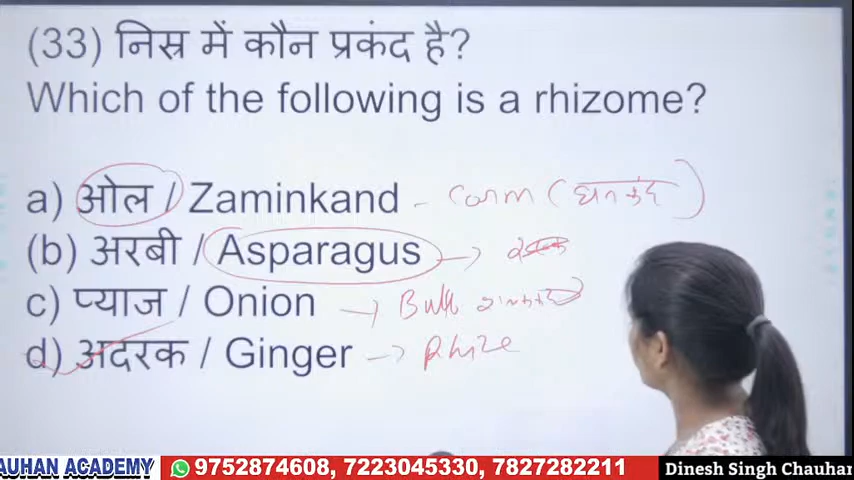 (33) निस्र में कौन प्रकंद है?
Which of the following is a rhizome?
a) ओल / Zaminkand - Corm (घनकंद)
(b) अरबी / Asparagus →
c) प्याज / Onion → Bulb
d) अदरक / Ginger → Rhize
AUHAN ACADEMY 9752874608, 7223045330, 7827282211 Dinesh Singh Chauhan